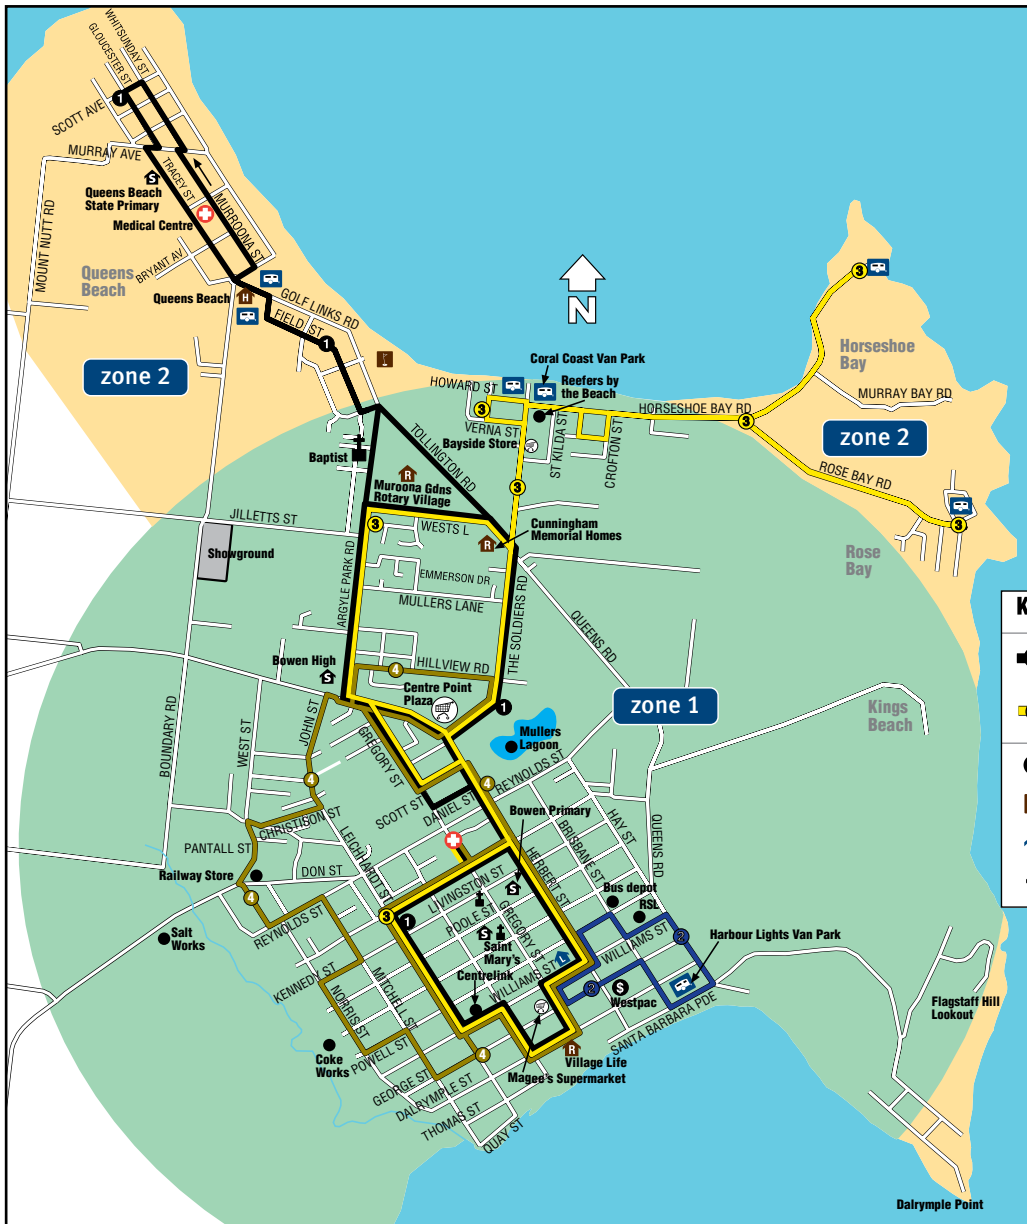 WHITSUNDAY ST
GLOUCESTER ST
1
SCOTT AVE
MURRAY AVE
S
TRACEY ST
Queens Beach
State Primary
Medical Centre
MURROONA ST
MOUNT NUTT RD
BRYANT AV
Queens
Beach
Queens Beach
H
GOLF LINKS RD
FIELD ST
1
zone 2
N
3
Horseshoe
Bay
MURRAY BAY RD
Coral Coast Van Park
Reefers by
the Beach
HOWARD ST
3
VERNA ST
Bayside Store
ST KILDA ST
CROFTON ST
HORSESHOE BAY RD
3
zone 2
ROSE BAY RD
3
Rose
Bay
TOLLINGTON RD
Baptist
R
Muroona Gdns
Rotary Village
3
JILLETTS ST
3
WESTS L
R
Cunningham
Memorial Homes
Showground
ARGYLE PARK RD
EMMERSON DR
MULLERS LANE
THE SOLDIERS RD
QUEENS RD
K
Bowen High
S
4
HILLVIEW RD
Centre Point
Plaza
1
zone 1
Kings
Beach
Mullers
Lagoon
BOUNDARY RD
WEST ST
JOHN ST
GREGORY ST
4
4
REYNOLDS ST
SCOTT ST
DANIEL ST
CHRISTISON ST
PANTALL ST
LEICHHARDT ST
Bowen Primary
HAY ST
BRISBANE ST
QUEENS RD
Railway Store
DON ST
LIVINGSTON ST
S
HERBERT ST
Bus depot
RSL
4
REYNOLDS ST
3
1
POOLE ST
GREGORY ST
S
Saint
Mary's
Salt
Works
WILLIAMS ST
2
Harbour Lights Van Park
L
KENNEDY ST
MITCHELL ST
Centrelink
WILLIAMS ST
2
$
Westpac
NORRIS ST
SANTA BARBARA PDE
Flagstaff Hill
Lookout
Coke
Works
POWELL ST
4
R
Village Life
GEORGE ST
Magee's Supermarket
DALRYMPLE ST
THOMAS ST
QUAY ST
Dalrymple Point